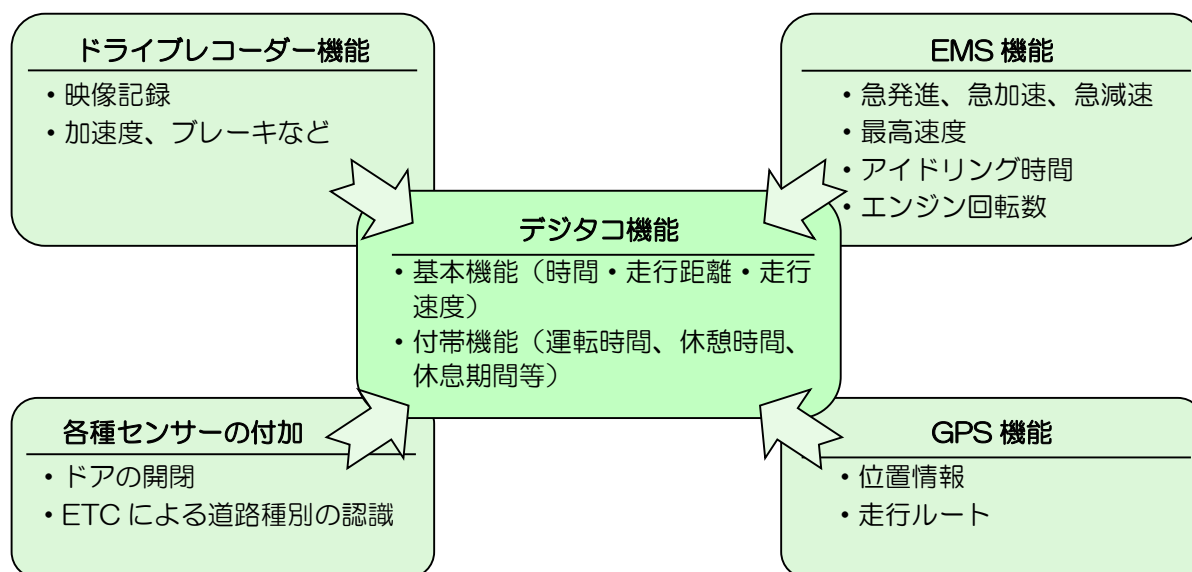 ドライブレコーダー機能
・映像記録
・加速度、ブレーキなど
EMS 機能
・急発進、急加速、急減速
・最高速度
・アイドリング時間
・エンジン回転数
デジタコ機能
・基本機能（時間・走行距離・走行
速度）
・付帯機能（運転時間、休憩時間、
休息期間等）
各種センサーの付加
・ドアの開閉
・ETC による道路種別の認識
GPS 機能
・位置情報
・走行ルート